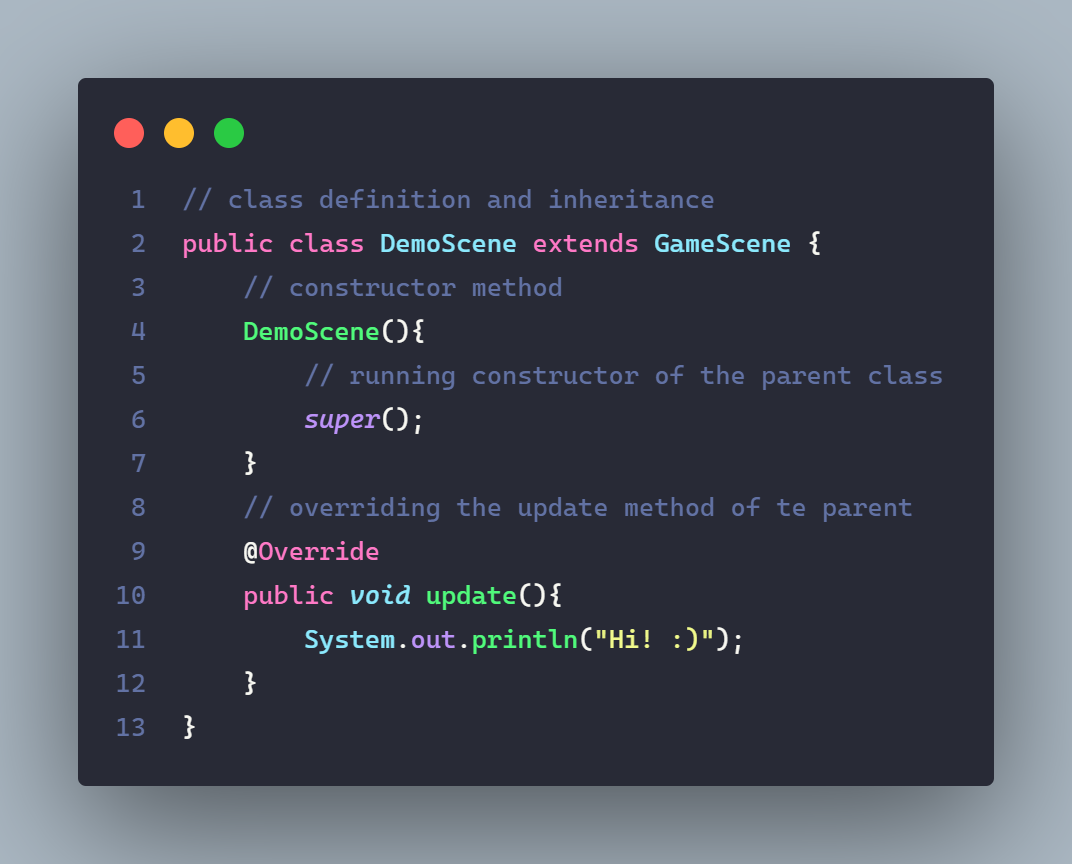 1 // class definition and inheritance
2 public class DemoScene extends GameScene {
3     // constructor method
4     DemoScene(){
5         // running constructor of the parent class
6         super();
7     }
8     // overriding the update method of te parent
9     @Override
10     public void update(){
11         System.out.println("Hi! :)");
12     }
13 }